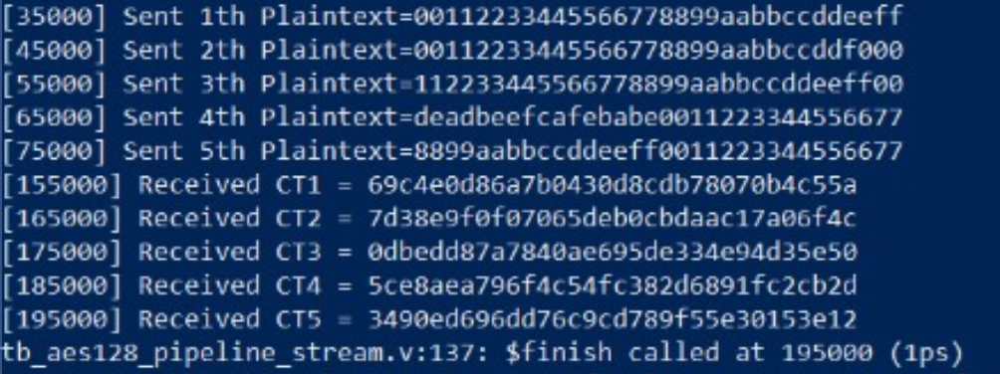 [35000] Sent 1th Plaintext=00112233445566778899aabbccddeeff
[45000] Sent 2th Plaintext=00112233445566778899aabbccddf000
[55000] Sent 3th Plaintext=112233445566778899aabbccddeeff00
[65000] Sent 4th Plaintext=deadbeefcafebabe0011223344556677
[75000] Sent 5th Plaintext=8899aabbccddeeff0011223344556677
[155000] Received CT1 = 69c4e0d86a7b0430d8cdb78070b4c55a
[165000] Received CT2 = 7d38e9f0f07065deb0cbdaac17a06f4c
[175000] Received CT3 = 0dbedd87a7840ae695de334e94d35e50
[185000] Received CT4 = 5ce8aea796f4c54fc382d6891fc2cb2d
[195000] Received CT5 = 3490ed696dd76c9cd789f55e30153e12
tb_aes128_pipeline_stream.v:137: $finish called at 195000 (1ps)